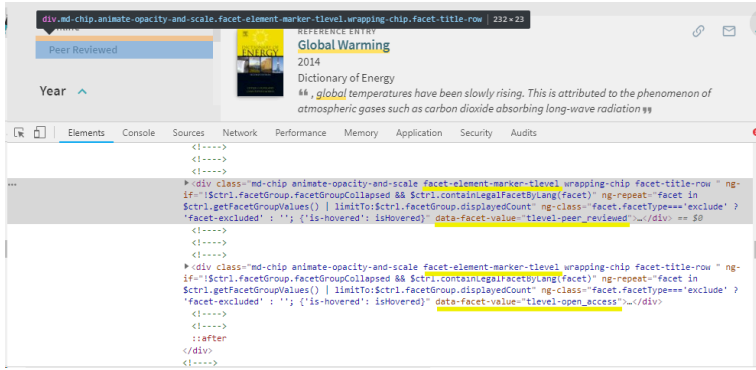 div.md-chip.animate-opacity-and-scale.facet-element-marker-tlevel.wrapping-chip.facet-title-row | 232×23
Peer Reviewed
Year
REFERENCE ENTRY
Global Warming
2014
Dictionary of Energy
❝ , global temperatures have been slowly rising. This is attributed to the phenomenon of
atmospheric gases such as carbon dioxide absorbing long-wave radiation ❞
DICTIONARY OF
ENERGY
Elements Console Sources Network Performance Memory Application Security Audits
<!---->
<!---->
<!---->
… ▶<div class="md-chip animate-opacity-and-scale facet-element-marker-tlevel wrapping-chip facet-title-row " ng-
if="!$ctrl.facetGroup.facetGroupCollapsed && $ctrl.containLegalFacetByLang(facet)" ng-repeat="facet in
$ctrl.getFacetGroupValues() | limitTo:$ctrl.facetGroup.displayedCount" ng-class="facet.facetType==='exclude' ?
'facet-excluded' : ''; {'is-hovered': isHovered}" data-facet-value="tlevel-peer_reviewed">…</div> == $0
<!---->
<!---->
<!---->
▶<div class="md-chip animate-opacity-and-scale facet-element-marker-tlevel wrapping-chip facet-title-row " ng-
if="!$ctrl.facetGroup.facetGroupCollapsed && $ctrl.containLegalFacetByLang(facet)" ng-repeat="facet in
$ctrl.getFacetGroupValues() | limitTo:$ctrl.facetGroup.displayedCount" ng-class="facet.facetType==='exclude' ?
'facet-excluded' : ''; {'is-hovered': isHovered}" data-facet-value="tlevel-open_access">…</div>
<!---->
<!---->
::after
</div>
<!---->